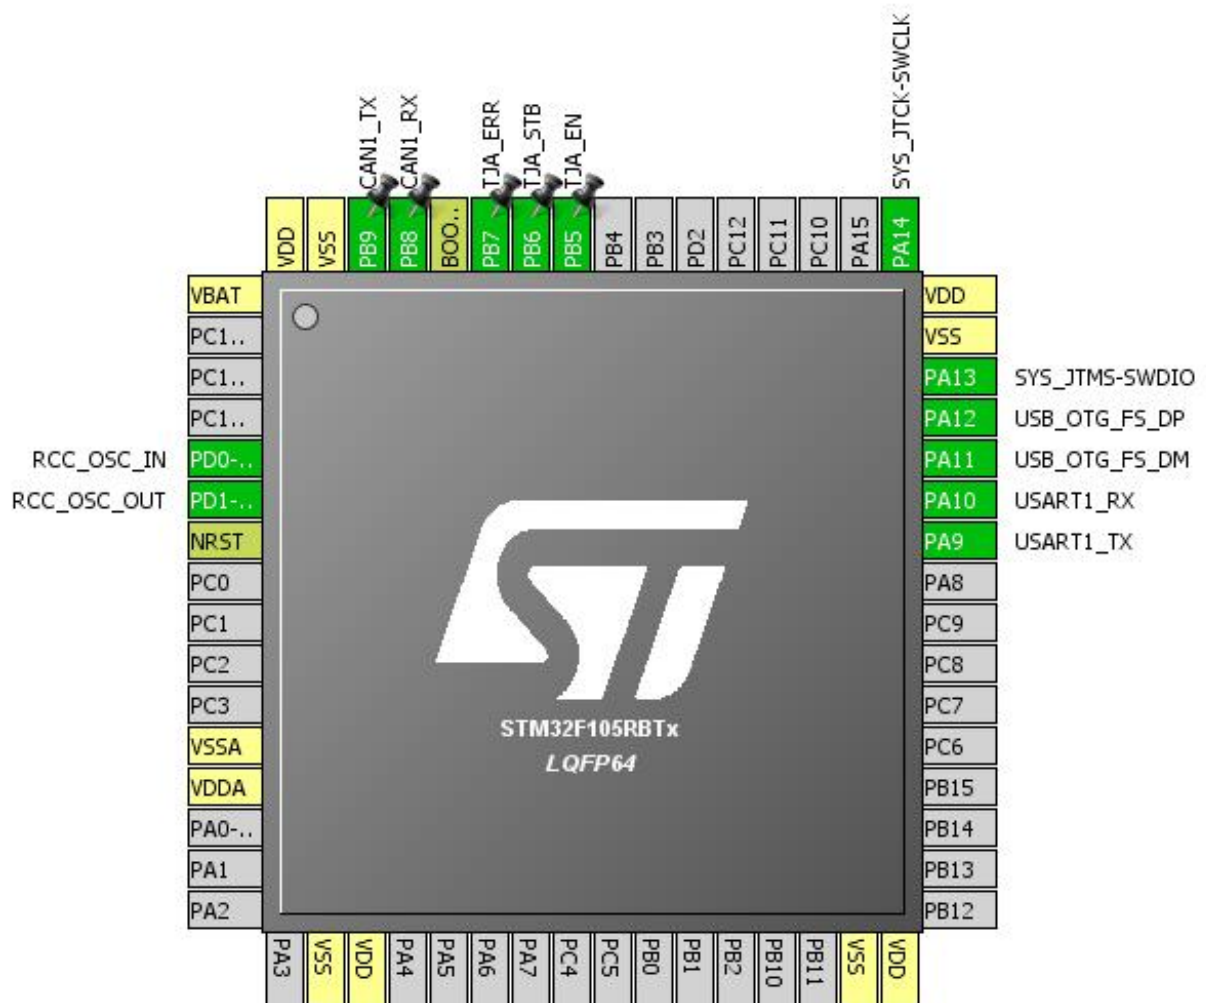 SYS_JTCK-SWCLK
CAN1_TX
CAN1_RX
TJA_ERR
TJA_STB
TJA_EN
VDD
VSS
PB9
PB8
BOO..
PB7
PB6
PB5
PB4
PB3
PD2
PC12
PC11
PC10
PA15
PA14
VBAT
PC1..
PC1..
PC1..
RCC_OSC_IN PD0-..
RCC_OSC_OUT PD1-..
NRST
PC0
PC1
PC2
PC3
VSSA
VDDA
PA0-..
PA1
PA2
VDD
VSS
PA13 SYS_JTMS-SWDIO
PA12 USB_OTG_FS_DP
PA11 USB_OTG_FS_DM
PA10 USART1_RX
PA9 USART1_TX
PA8
PC9
PC8
PC7
PC6
PB15
PB14
PB13
PB12
ST
STM32F105RBTx
LQFP64
PA3
VSS
VDD
PA4
PA5
PA6
PA7
PC4
PC5
PB0
PB1
PB2
PB10
PB11
VSS
VDD